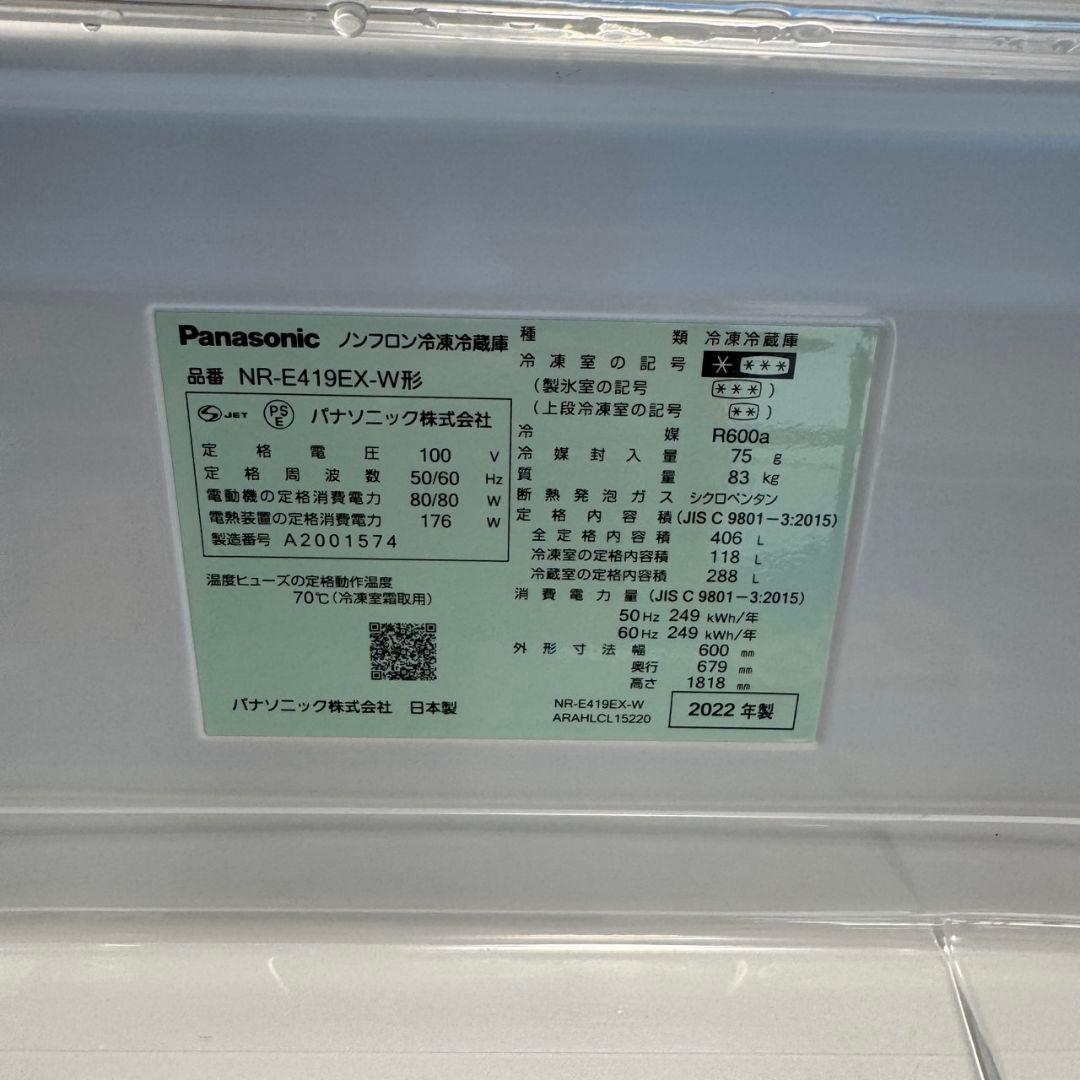 Panasonic ノンフロン冷凍冷蔵庫
品番 NR-E419EX-W形
S JET PS E パナソニック株式会社
定格電圧 100 V
定格周波数 50/60 Hz
電動機の定格消費電力 80/80 W
電熱装置の定格消費電力 176 W
製造番号 A2001574
温度ヒューズの定格動作温度
70℃(冷凍室霜取用)
パナソニック株式会社 日本製
種類 冷凍冷蔵庫
冷凍室の記号 * ***
(製氷室の記号 *** )
(上段冷凍室の記号 ** )
冷媒 R600a
冷媒封入量 75 g
質量 83 kg
断熱発泡ガス シクロペンタン
定格内容積 (JIS C 9801-3:2015)
全定格内容積 406 L
冷凍室の定格内容積 118 L
冷蔵室の定格内容積 288 L
消費電力量 (JIS C 9801-3:2015)
50Hz 249 kWh/年
60Hz 249 kWh/年
外形寸法 幅 600 mm
奥行 679 mm
高さ 1818 mm
NR-E419EX-W
ARAHLCL15220
2022 年製